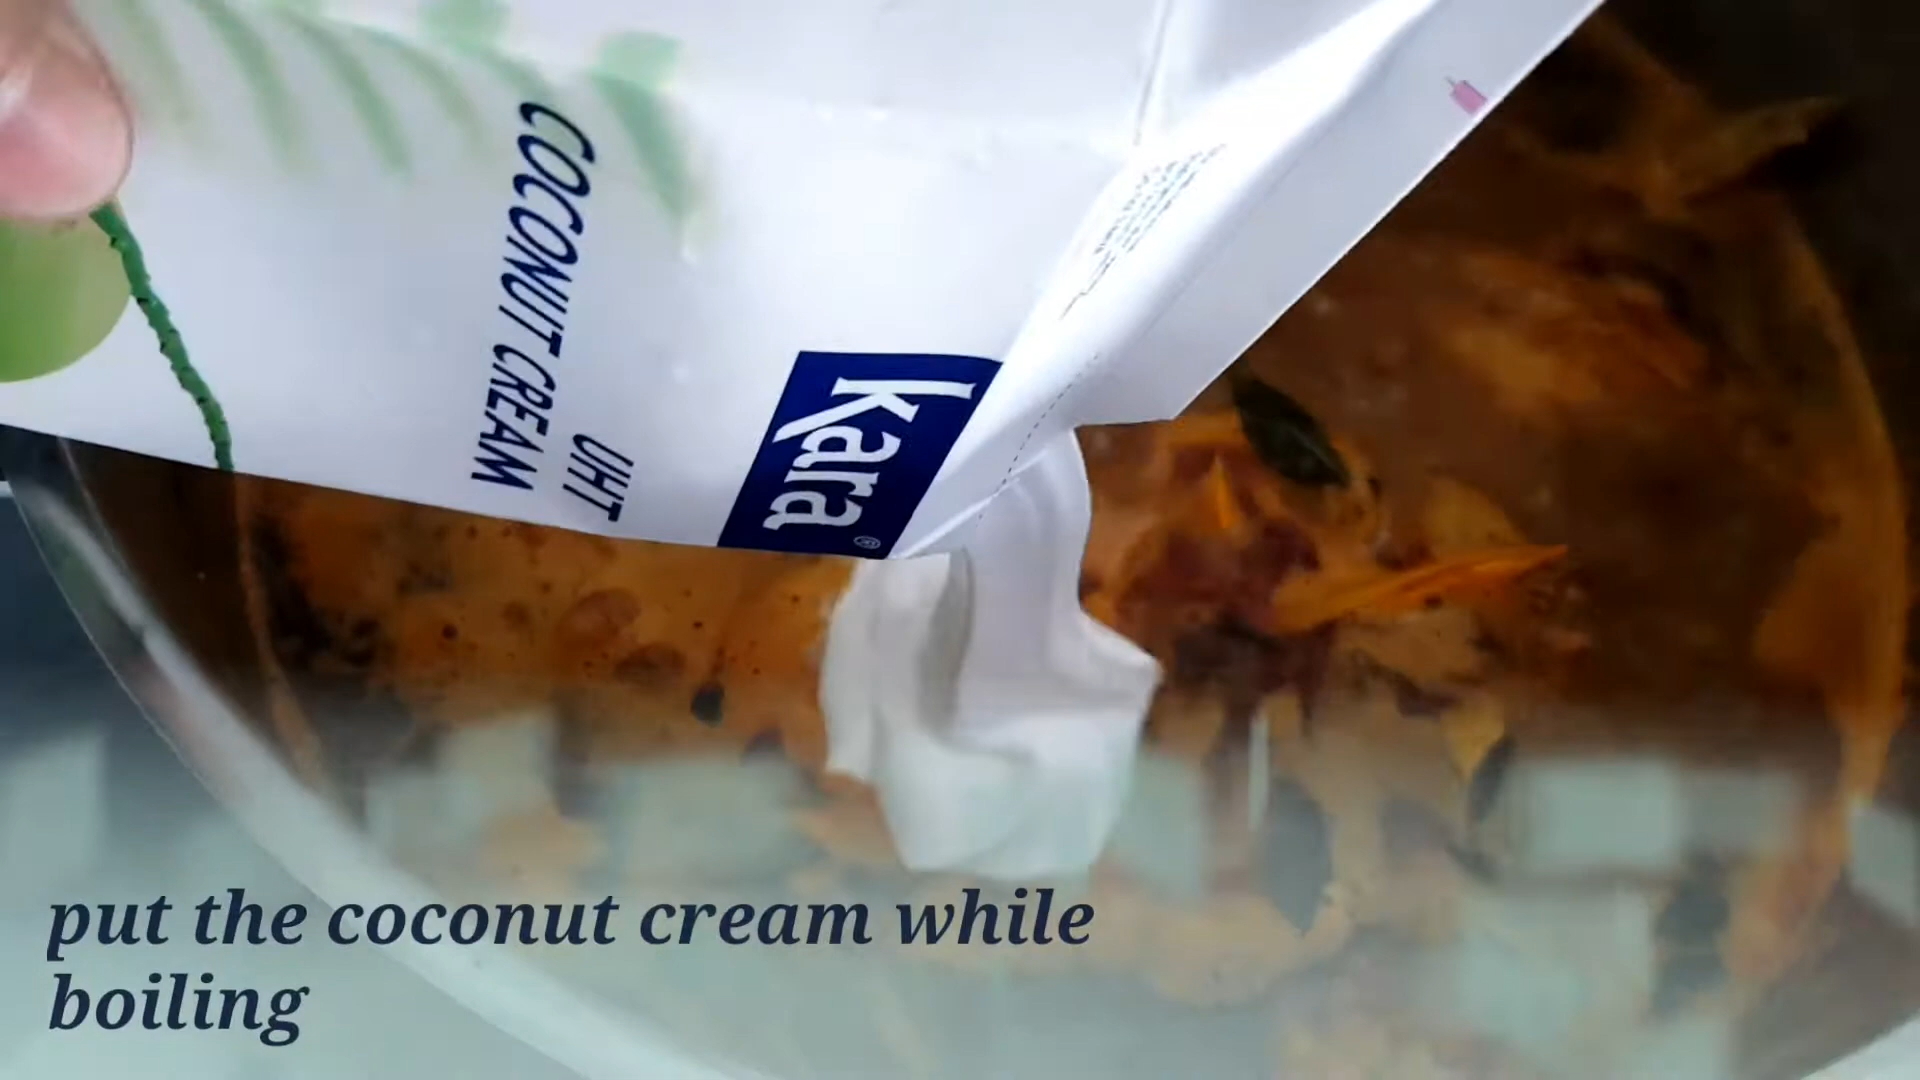 COCONUT CREAM
UHT
Kara®
put the coconut cream while
boiling